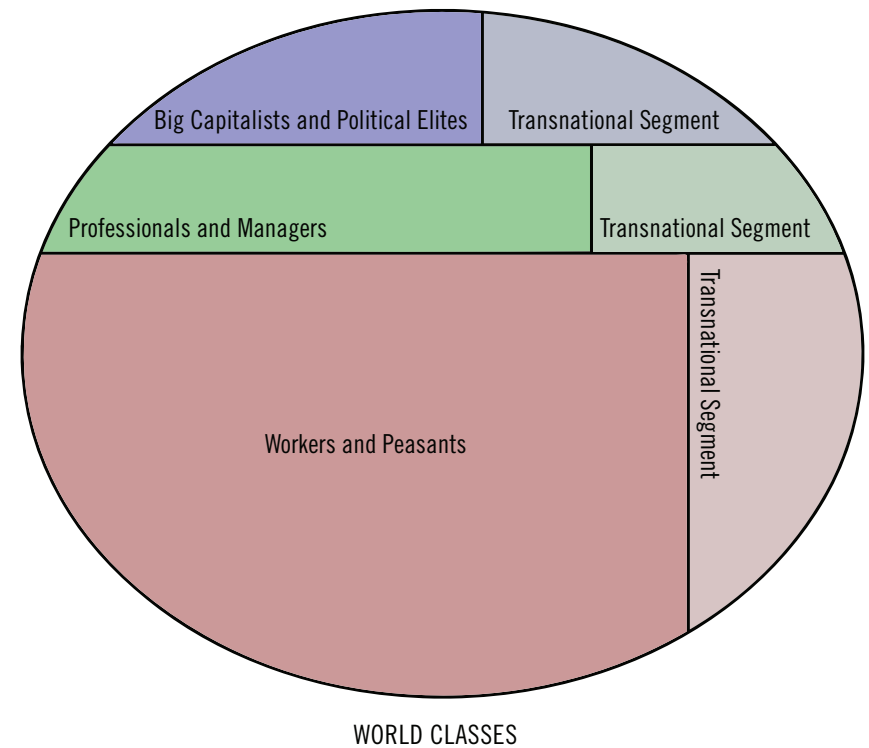 Big Capitalists and Political Elites
Transnational Segment
Professionals and Managers
Transnational Segment
Workers and Peasants
Transnational Segment
WORLD CLASSES